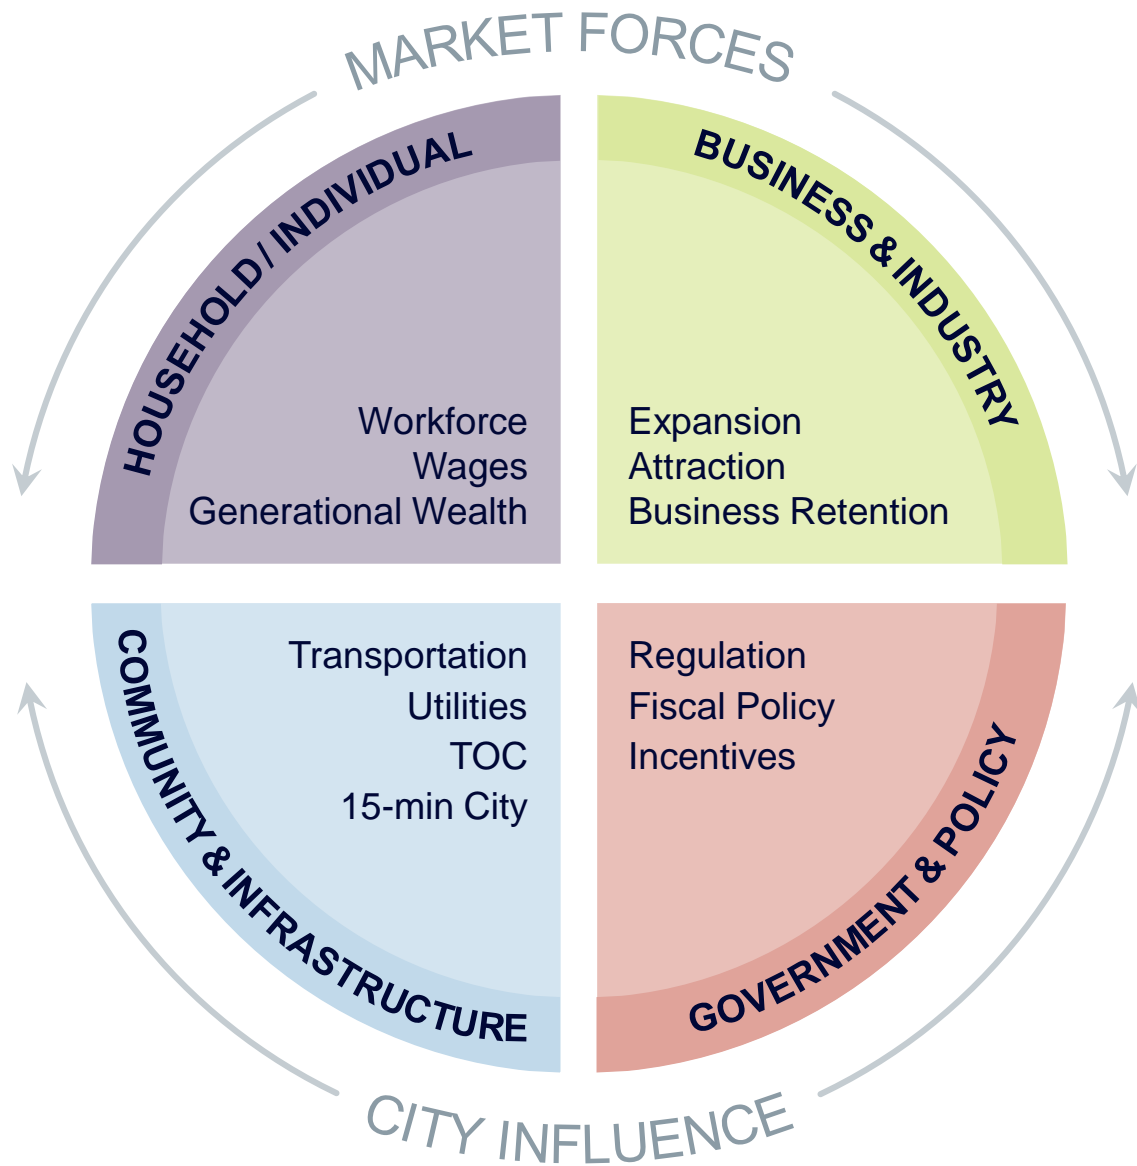 MARKET FORCES
HOUSEHOLD / INDIVIDUAL
Workforce
Wages
Generational Wealth
BUSINESS & INDUSTRY
Expansion
Attraction
Business Retention
COMMUNITY & INFRASTRUCTURE
Transportation
Utilities
TOC
15-min City
GOVERNMENT & POLICY
Regulation
Fiscal Policy
Incentives
CITY INFLUENCE